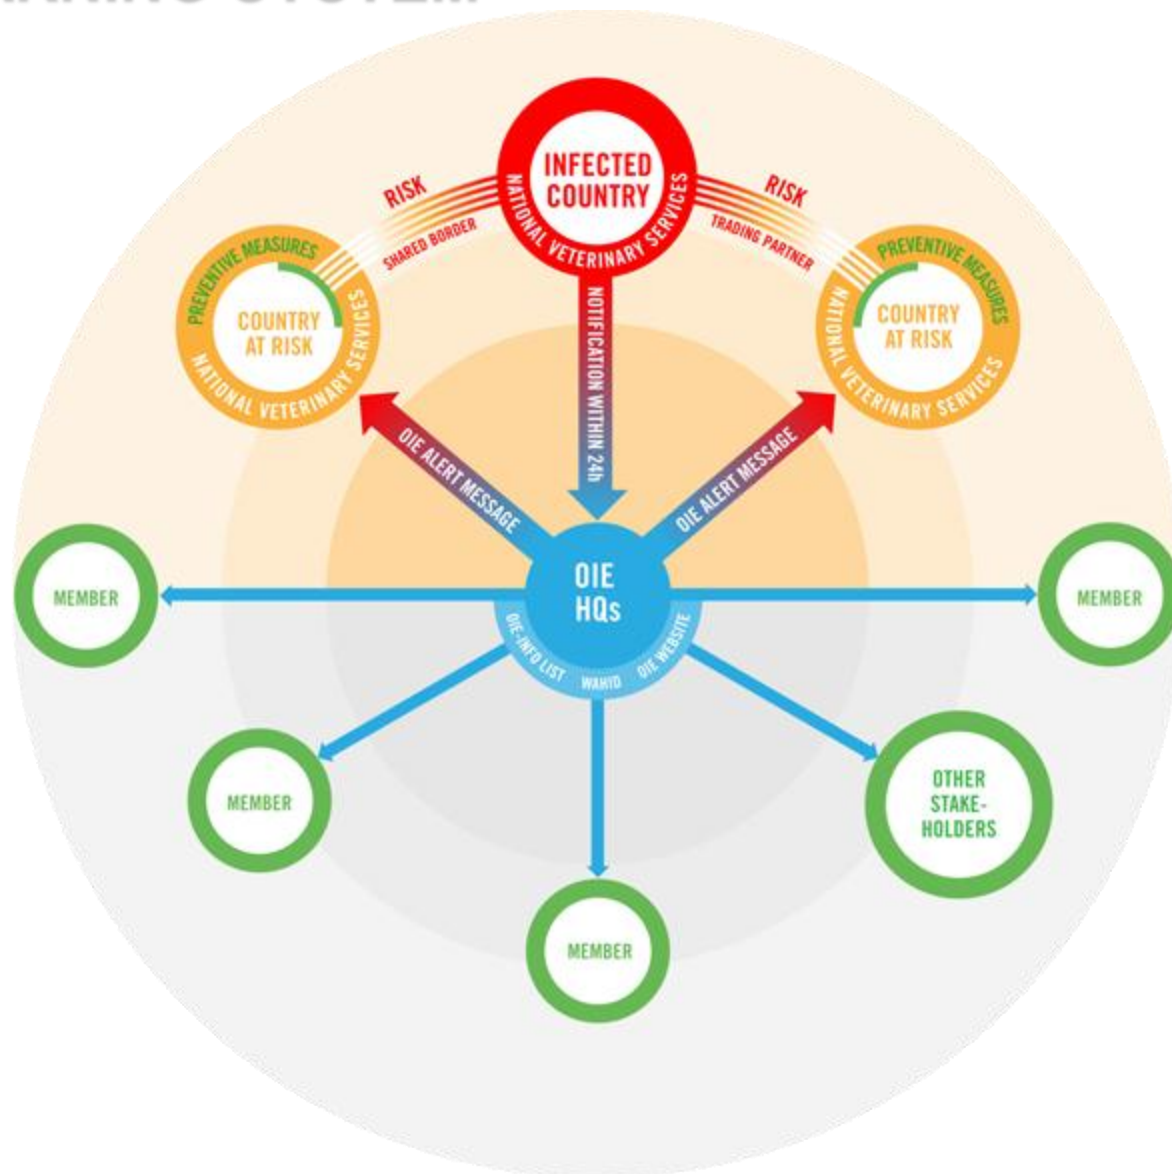 SYSTEM
INFECTED
COUNTRY
NATIONAL VETERINARY SERVICES
RISK
SHARED BORDER
RISK
TRADING PARTNER
PREVENTIVE MEASURES
COUNTRY
AT RISK
NATIONAL VETERINARY SERVICES
PREVENTIVE MEASURES
COUNTRY
AT RISK
NATIONAL VETERINARY SERVICES
NOTIFICATION WITHIN 24h
OIE ALERT MESSAGE
OIE ALERT MESSAGE
MEMBER
OIE
HQs
MEMBER
OIE-INFO LIST
WAHID
OIE WEBSITE
MEMBER
OTHER
STAKE-
HOLDERS
MEMBER